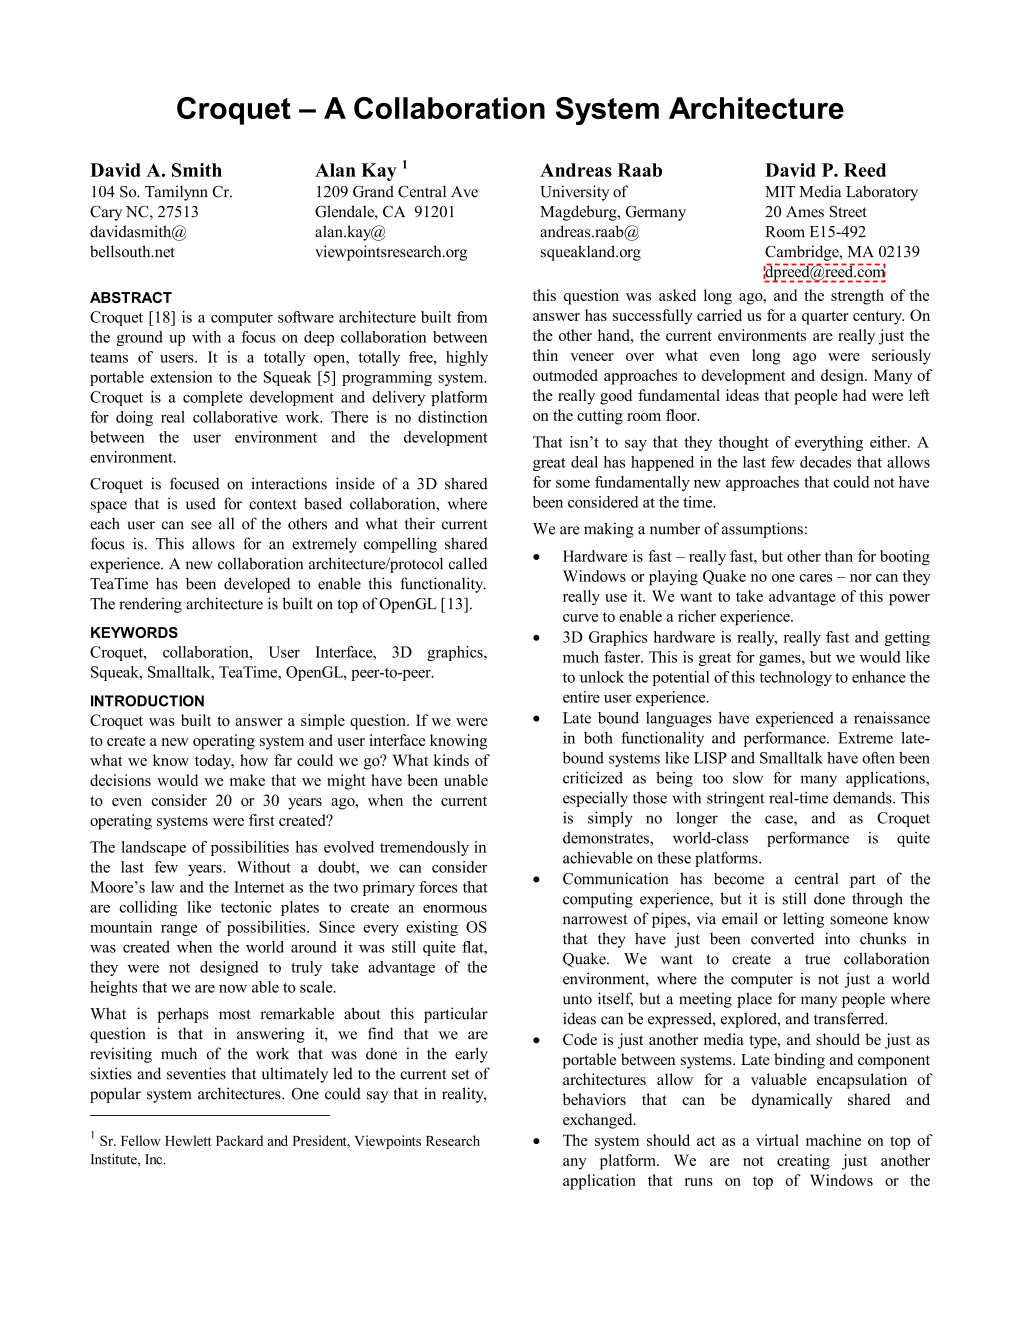 Croquet – A Collaboration System Architecture
David A. Smith
104 So. Tamilynn Cr.
Cary NC, 27513
davidasmith@
bellsouth.net
Alan Kay 1
1209 Grand Central Ave
Glendale, CA 91201
alan.kay@
viewpointsresearch.org
Andreas Raab
University of
Magdeburg, Germany
andreas.raab@
squeakland.org
David P. Reed
MIT Media Laboratory
20 Ames Street
Room E15-492
Cambridge, MA 02139
dpreed@reed.com
ABSTRACT
Croquet [18] is a computer software architecture built from
the ground up with a focus on deep collaboration between
teams of users. It is a totally open, totally free, highly
portable extension to the Squeak [5] programming system.
Croquet is a complete development and delivery platform
for doing real collaborative work. There is no distinction
between the user environment and the development
environment.
Croquet is focused on interactions inside of a 3D shared
space that is used for context based collaboration, where
each user can see all of the others and what their current
focus is. This allows for an extremely compelling shared
experience. A new collaboration architecture/protocol called
TeaTime has been developed to enable this functionality.
The rendering architecture is built on top of OpenGL [13].
KEYWORDS
Croquet, collaboration, User Interface, 3D graphics,
Squeak, Smalltalk, TeaTime, OpenGL, peer-to-peer.
INTRODUCTION
Croquet was built to answer a simple question. If we were
to create a new operating system and user interface knowing
what we know today, how far could we go? What kinds of
decisions would we make that we might have been unable
to even consider 20 or 30 years ago, when the current
operating systems were first created?
The landscape of possibilities has evolved tremendously in
the last few years. Without a doubt, we can consider
Moore’s law and the Internet as the two primary forces that
are colliding like tectonic plates to create an enormous
mountain range of possibilities. Since every existing OS
was created when the world around it was still quite flat,
they were not designed to truly take advantage of the
heights that we are now able to scale.
What is perhaps most remarkable about this particular
question is that in answering it, we find that we are
revisiting much of the work that was done in the early
sixties and seventies that ultimately led to the current set of
popular system architectures. One could say that in reality,
1 Sr. Fellow Hewlett Packard and President, Viewpoints Research
Institute, Inc.
this question was asked long ago, and the strength of the
answer has successfully carried us for a quarter century. On
the other hand, the current environments are really just the
thin veneer over what even long ago were seriously
outmoded approaches to development and design. Many of
the really good fundamental ideas that people had were left
on the cutting room floor.
That isn’t to say that they thought of everything either. A
great deal has happened in the last few decades that allows
for some fundamentally new approaches that could not have
been considered at the time.
We are making a number of assumptions:
• Hardware is fast – really fast, but other than for booting
Windows or playing Quake no one cares – nor can they
really use it. We want to take advantage of this power
curve to enable a richer experience.
• 3D Graphics hardware is really, really fast and getting
much faster. This is great for games, but we would like
to unlock the potential of this technology to enhance the
entire user experience.
• Late bound languages have experienced a renaissance
in both functionality and performance. Extreme late-
bound systems like LISP and Smalltalk have often been
criticized as being too slow for many applications,
especially those with stringent real-time demands. This
is simply no longer the case, and as Croquet
demonstrates, world-class performance is quite
achievable on these platforms.
• Communication has become a central part of the
computing experience, but it is still done through the
narrowest of pipes, via email or letting someone know
that they have just been converted into chunks in
Quake. We want to create a true collaboration
environment, where the computer is not just a world
unto itself, but a meeting place for many people where
ideas can be expressed, explored, and transferred.
• Code is just another media type, and should be just as
portable between systems. Late binding and component
architectures allow for a valuable encapsulation of
behaviors that can be dynamically shared and
exchanged.
• The system should act as a virtual machine on top of
any platform. We are not creating just another
application that runs on top of Windows or the